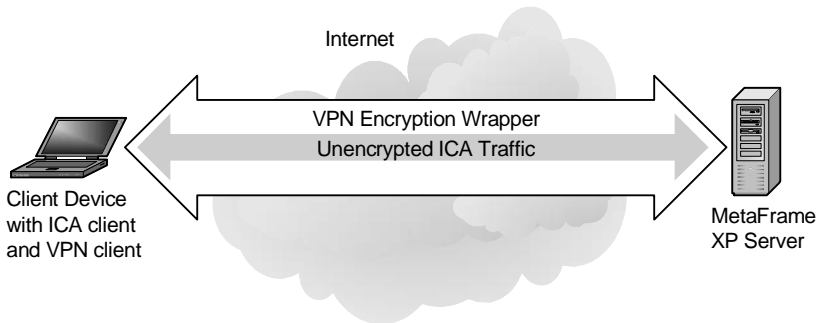 Internet
VPN Encryption Wrapper
Unencrypted ICA Traffic
Client Device
with ICA client
and VPN client
MetaFrame
XP Server